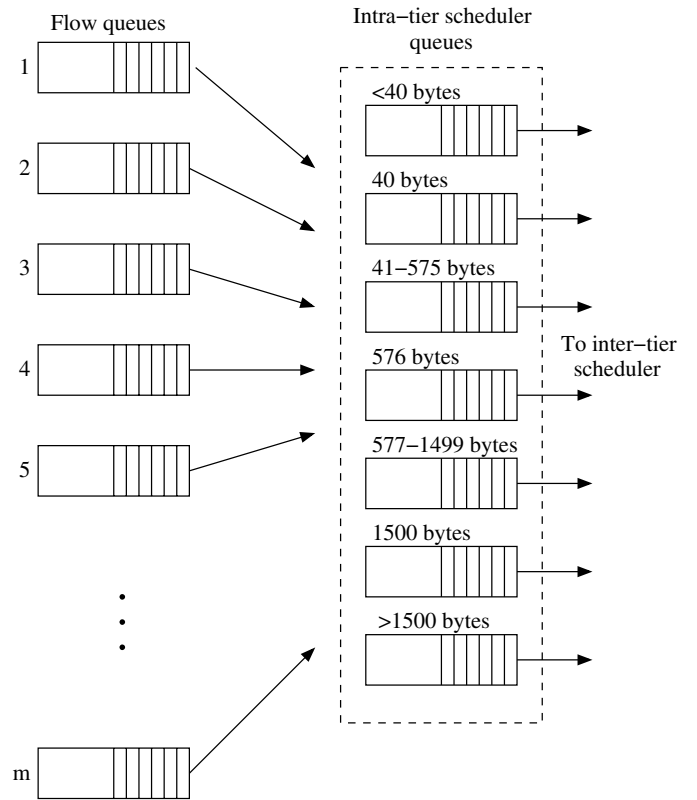 Flow queues
1
2
3
4
5
m
Intra−tier scheduler
queues
<40 bytes
40 bytes
41−575 bytes
576 bytes
577−1499 bytes
1500 bytes
>1500 bytes
To inter−tier
scheduler